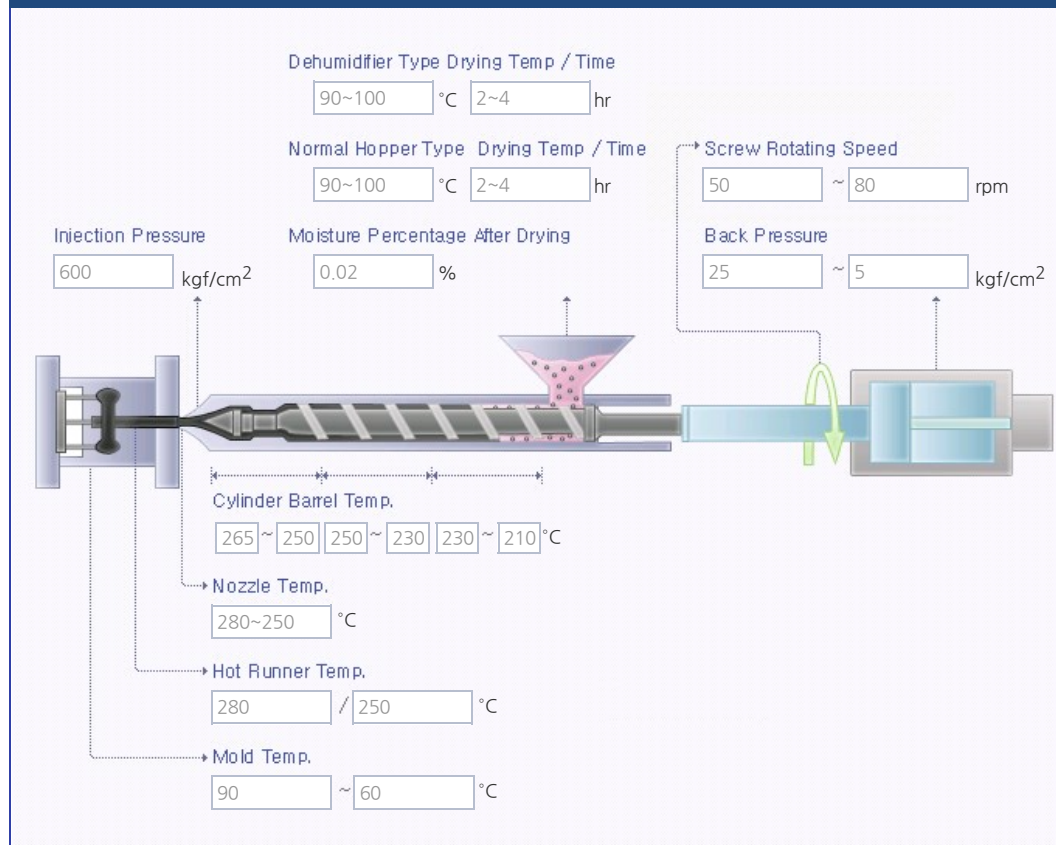 Dehumidifier Type Drying Temp / Time
90~100 °C 2~4 hr
Normal Hopper Type Drying Temp / Time
90~100 °C 2~4 hr
Screw Rotating Speed
50 ~ 80 rpm
Injection Pressure
600 kgf/cm2
Moisture Percentage After Drying
0.02 %
Back Pressure
25 ~ 5 kgf/cm2
Cylinder Barrel Temp.
265 ~ 250 250 ~ 230 230 ~ 210 °C
Nozzle Temp.
280~250 °C
Hot Runner Temp.
280 / 250 °C
Mold Temp.
90 ~ 60 °C